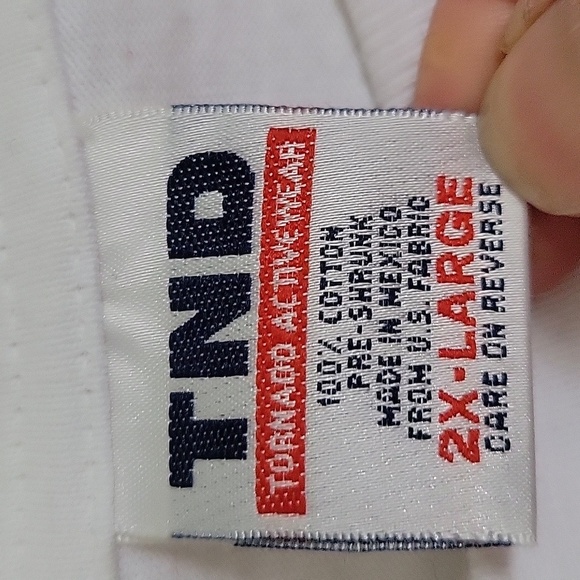 TND
TORNADO ACTIVEWEAR
100% COTTON
PRE-SHRUNK
MADE IN MEXICO
FROM U.S. FABRIC
2X-LARGE
CARE ON REVERSE